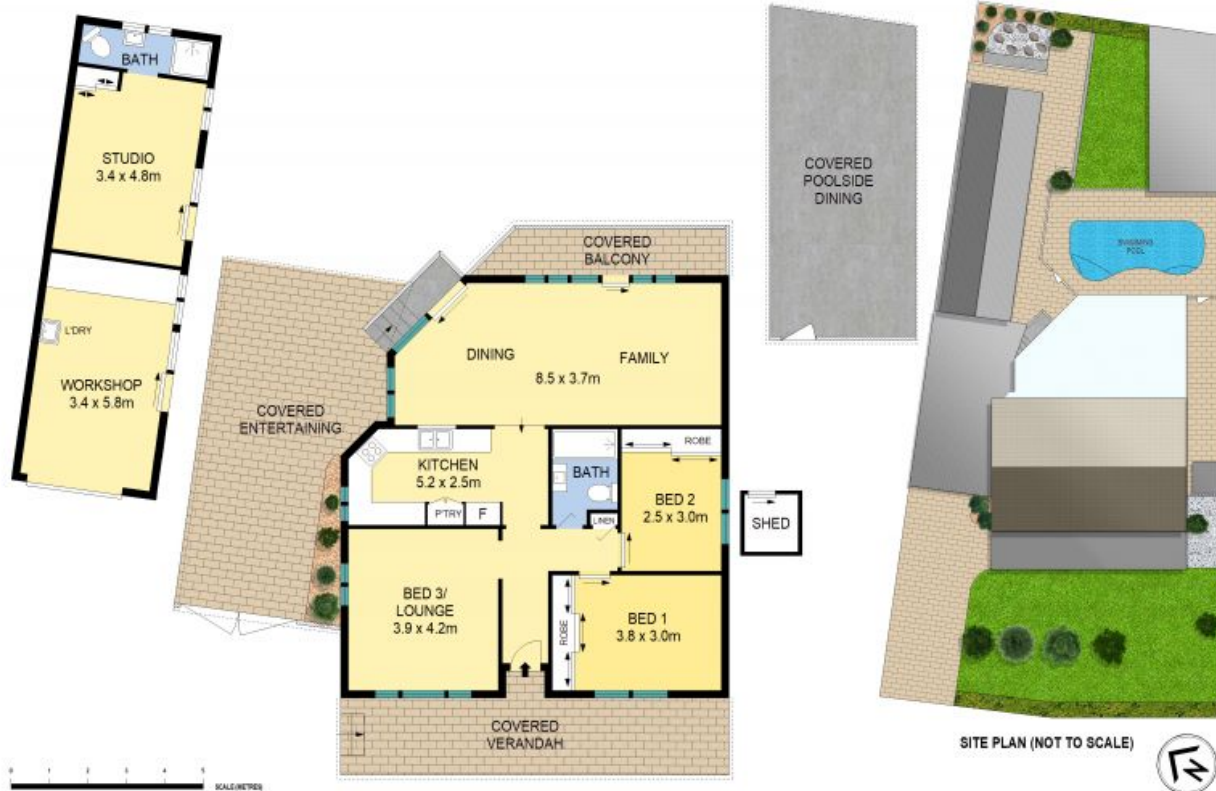 BATH
STUDIO
3.4 x 4.8m
L'DRY
WORKSHOP
3.4 x 5.8m
COVERED
ENTERTAINING
COVERED
BALCONY
DINING
FAMILY
8.5 x 3.7m
KITCHEN
5.2 x 2.5m
P'TRY
F
BATH
LINEN
ROBE
BED 2
2.5 x 3.0m
BED 3/
LOUNGE
3.9 x 4.2m
ROBE
BED 1
3.8 x 3.0m
COVERED
VERANDAH
SHED
COVERED
POOLSIDE
DINING
SWIMMING
POOL
SITE PLAN (NOT TO SCALE)
N
0 1 2 3 4 5
SCALE (METRES)